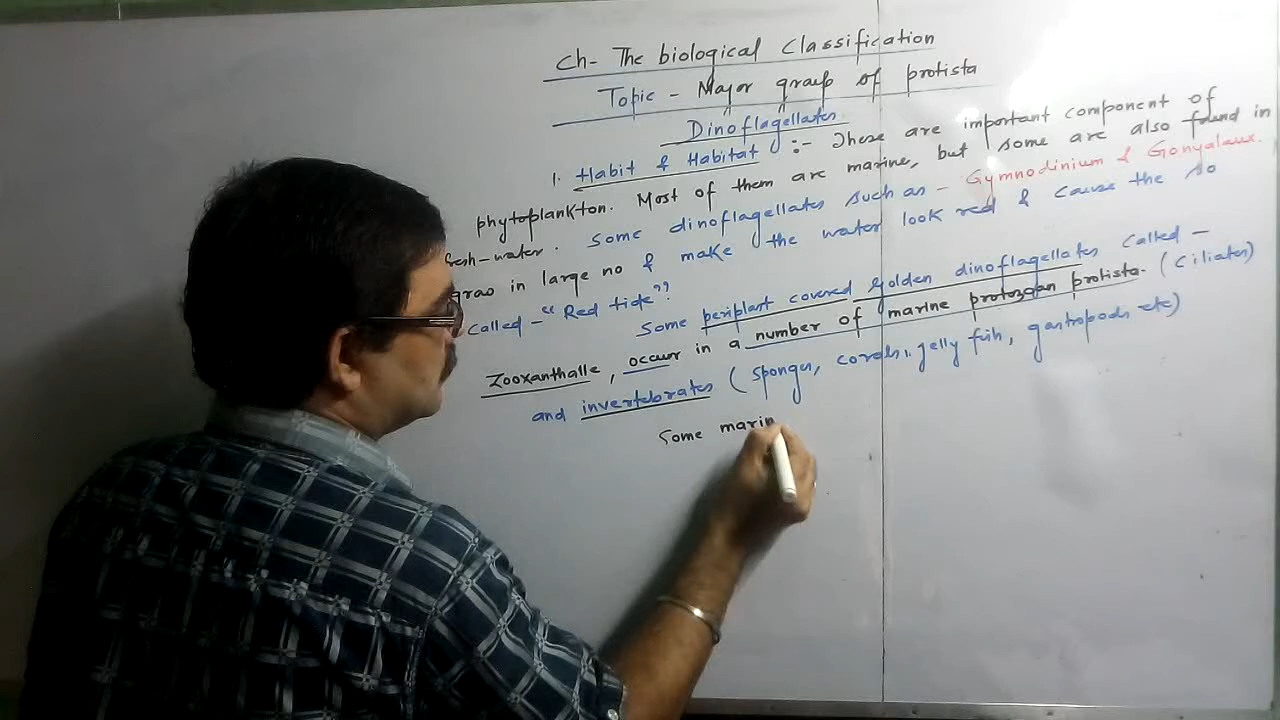 Ch- The biological Classification
Topic - Major group of protista
Dinoflagellates
1. Habit & Habitat :- These are important component of
phytoplankton. Most of them are marine, but some are also found in
fresh-water. Some dinoflagellates such as - Gymnodinium & Gonyalaux.
grow in large no & make the water look red & cause the so
called - "Red tide".
Some periplast covered golden dinoflagellates called -
Zooxanthalle, occur in a number of marine protozoan protista. (Ciliates)
and invertebrates (sponges, corals, jelly fish, gastropods etc)
Some marin